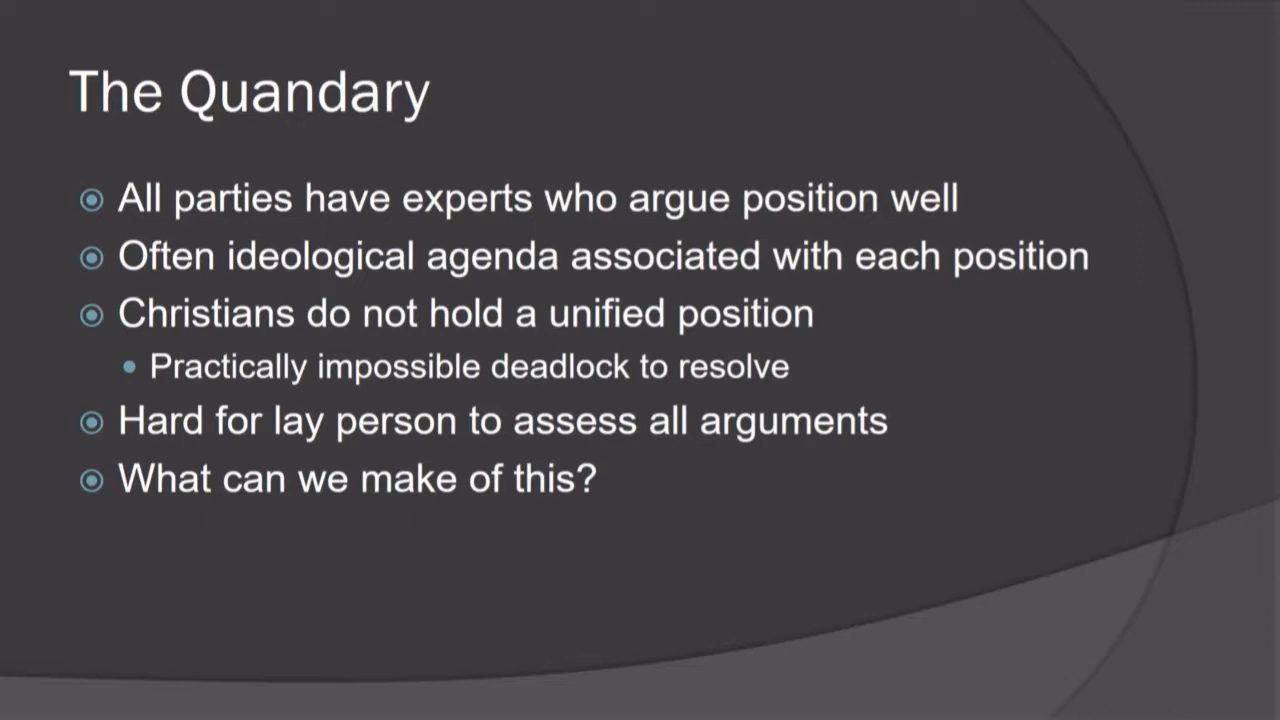 The Quandary
All parties have experts who argue position well
Often ideological agenda associated with each position
Christians do not hold a unified position
Practically impossible deadlock to resolve
Hard for lay person to assess all arguments
What can we make of this?